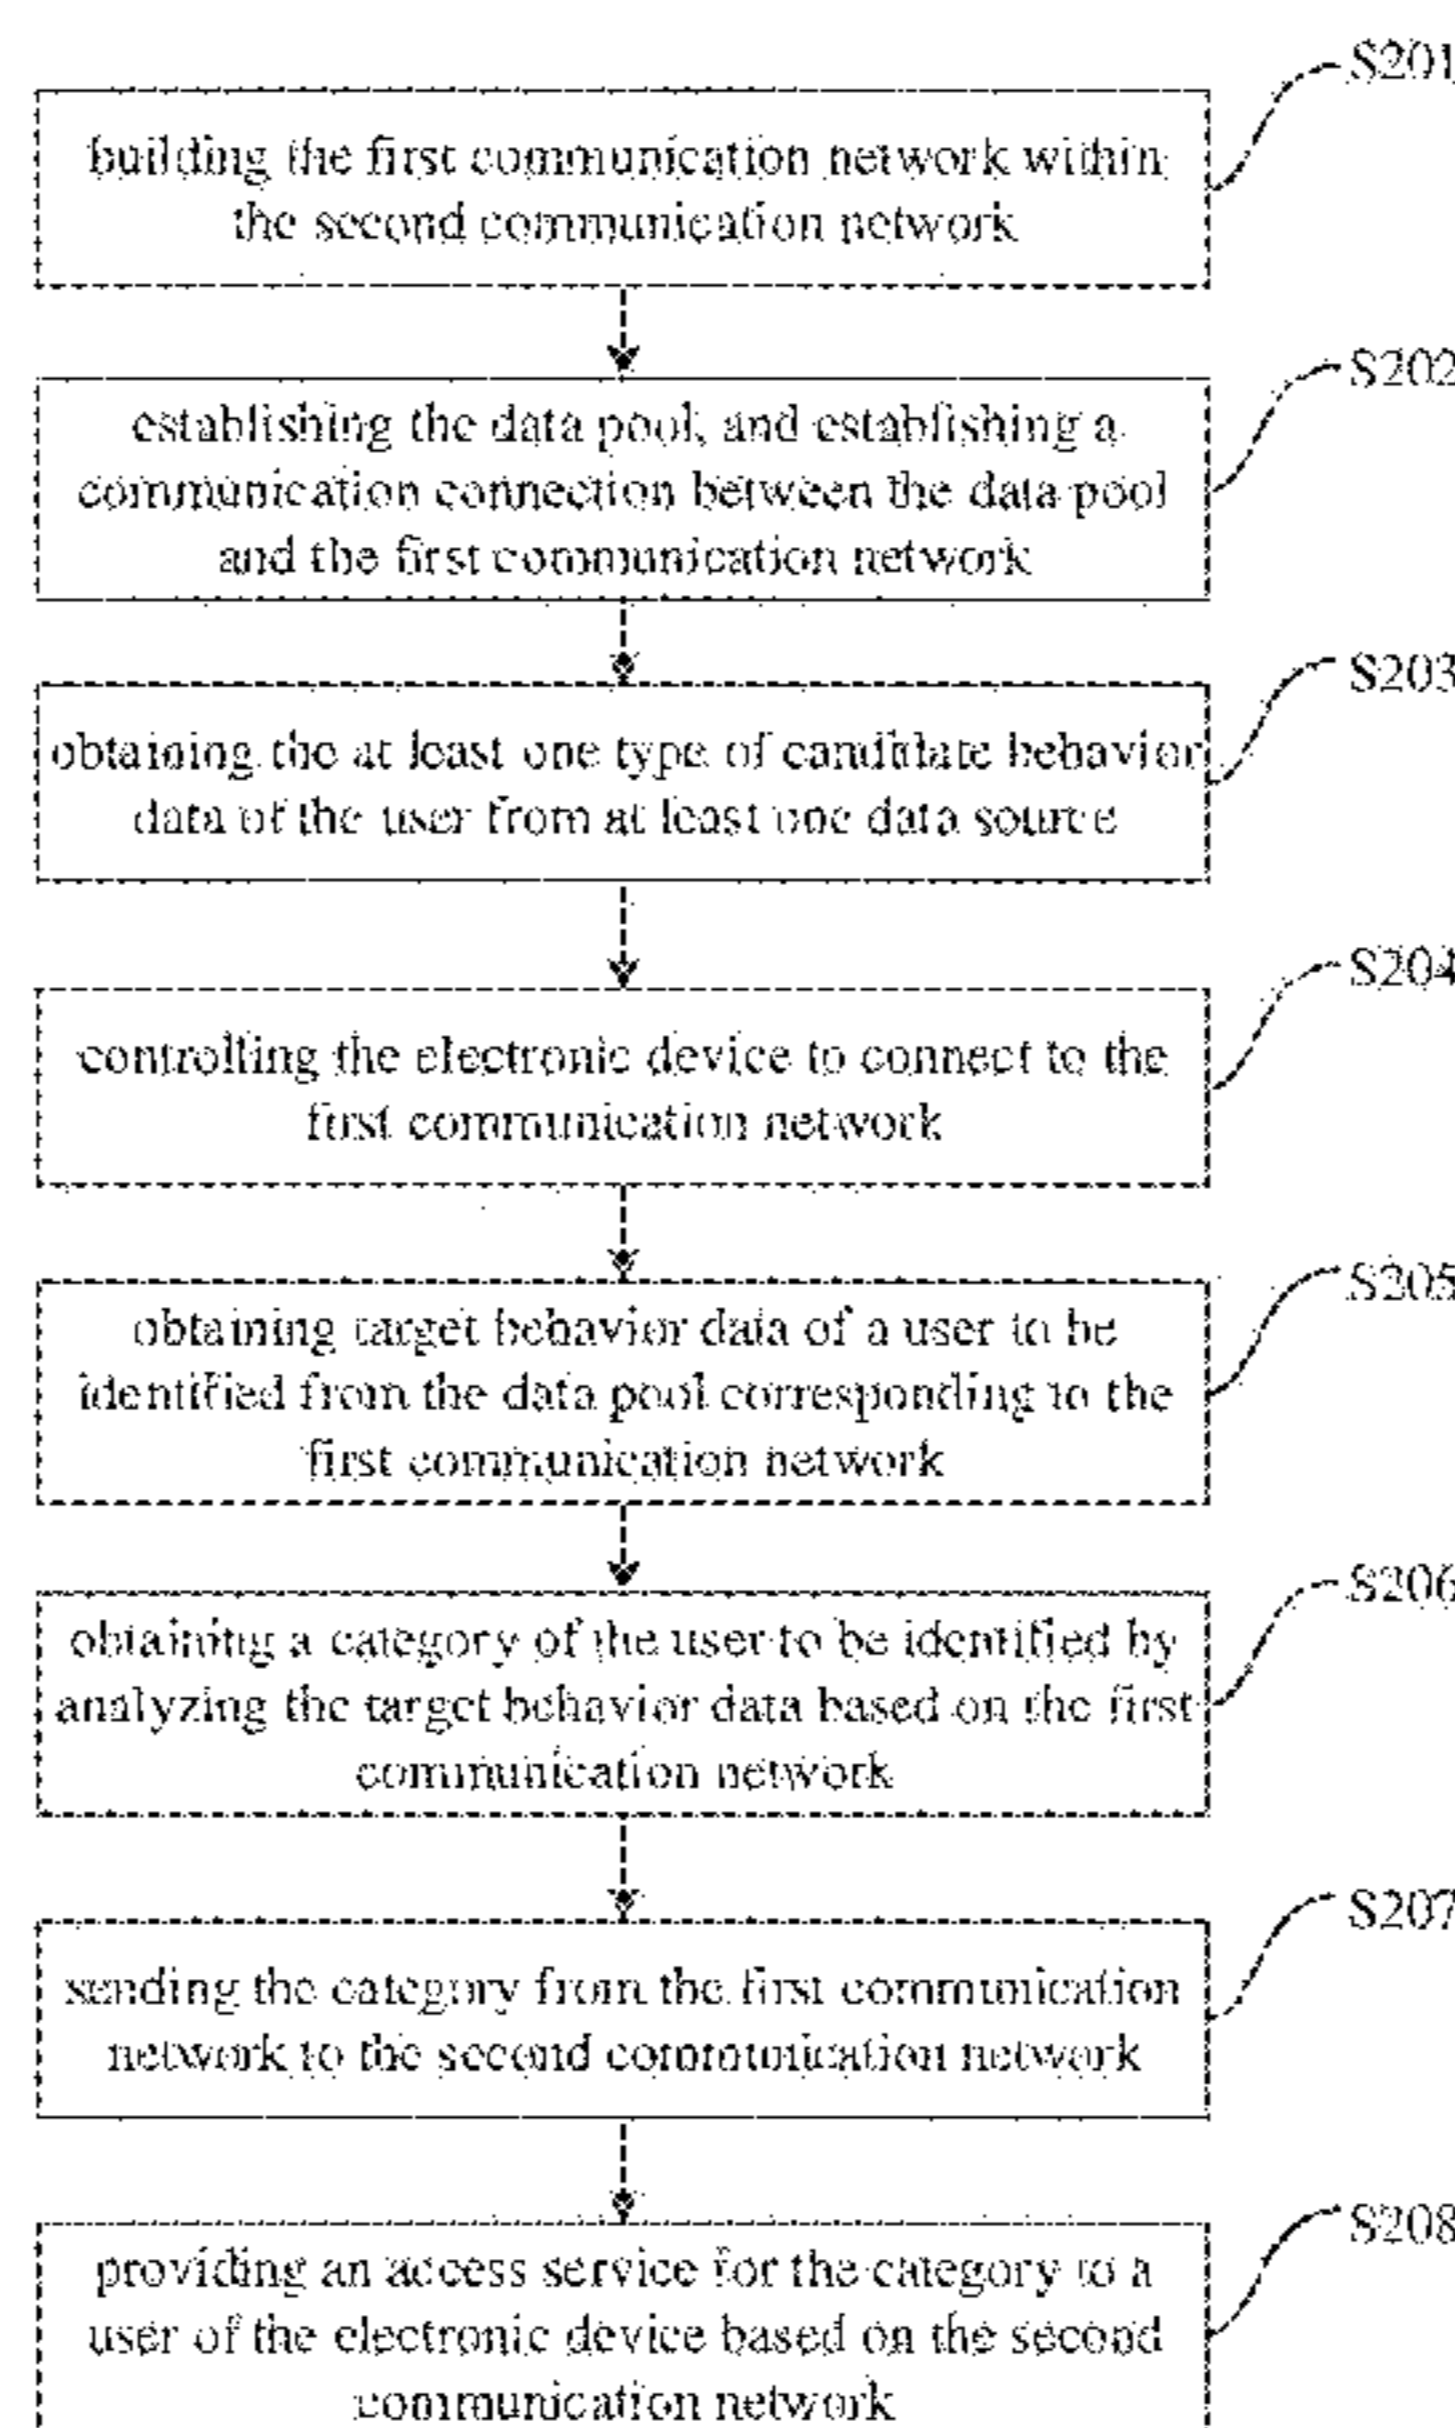 S201
building the first communication network within
the second communication network
S202
establishing the data pool, and establishing a
communication connection between the data pool
and the first communication network
S203
obtaining the at least one type of candidate behavior
data of the user from at least one data source
S204
controlling the electronic device to connect to the
first communication network
S205
obtaining target behavior data of a user to be
identified from the data pool corresponding to the
first communication network
S206
obtaining a category of the user to be identified by
analyzing the target behavior data based on the first
communication network
S207
sending the category from the first communication
network to the second communication network
S208
providing an access service for the category to a
user of the electronic device based on the second
communication network